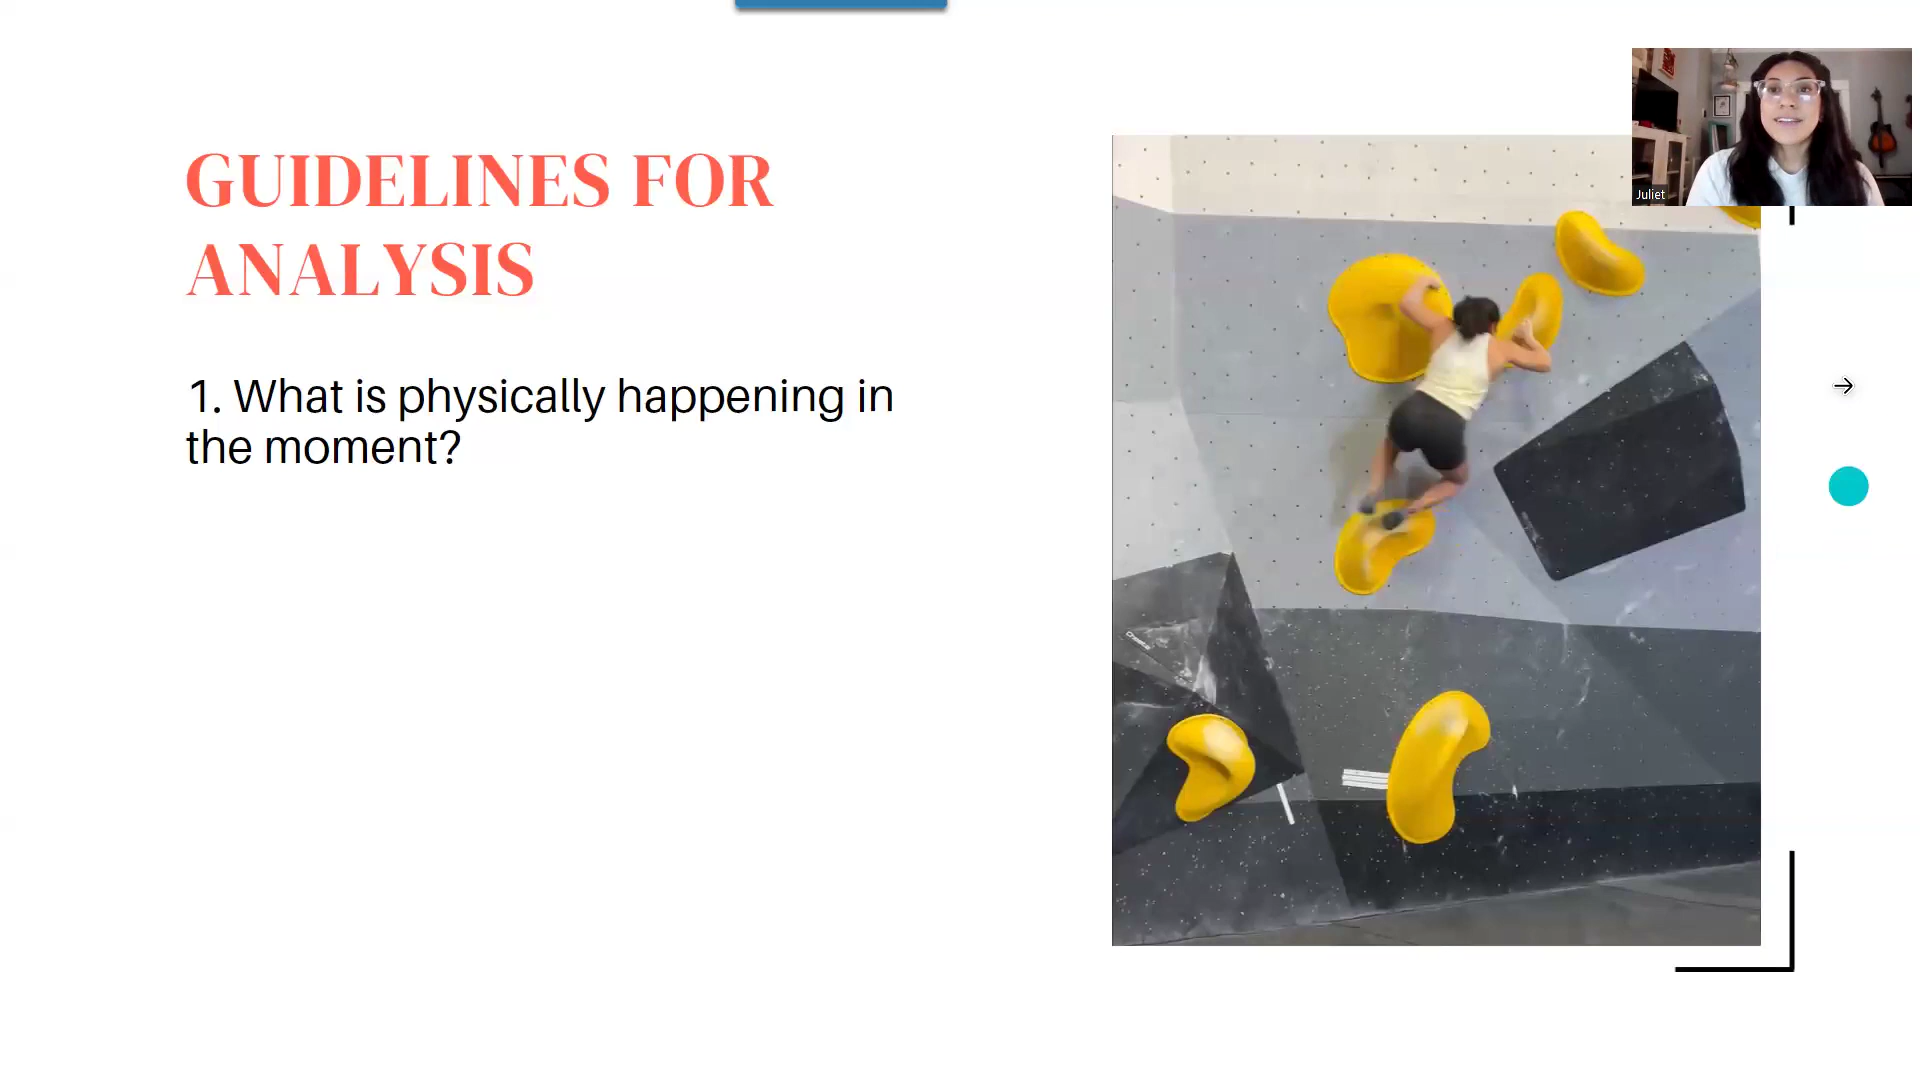 Juliet
GUIDELINES FOR
ANALYSIS
1. What is physically happening in
the moment?